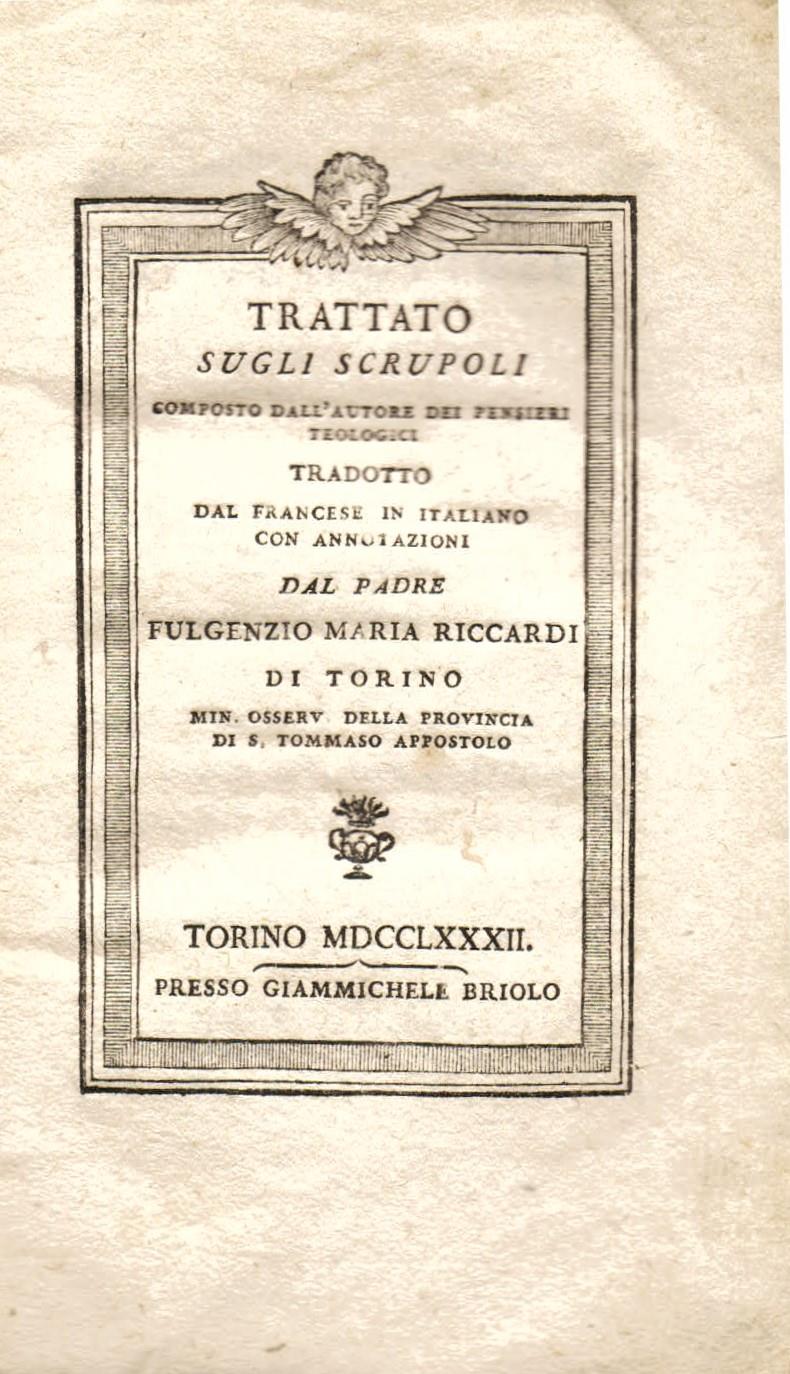 TRATTATO
SUGLI SCRUPOLI
COMPOSTO DALL'AUTORE DEI PENSIERI
TEOLOGICI
TRADOTTO
DAL FRANCESE IN ITALIANO
CON ANNOTAZIONI
DAL PADRE
FULGENZIO MARIA RICCARDI
DI TORINO
MIN. OSSERV. DELLA PROVINCIA
DI S. TOMMASO APPOSTOLO
TORINO MDCCLXXXII.
PRESSO GIAMMICHELE BRIOLO